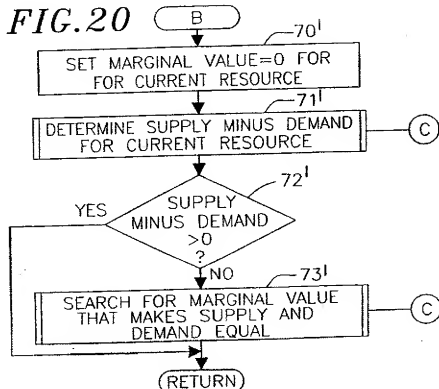 FIG.20
B
70'
SET MARGINAL VALUE=0 FOR
FOR CURRENT RESOURCE
71'
DETERMINE SUPPLY MINUS DEMAND
FOR CURRENT RESOURCE
C
72'
YES
SUPPLY
MINUS DEMAND
>0
?
NO
73'
SEARCH FOR MARGINAL VALUE
THAT MAKES SUPPLY AND
DEMAND EQUAL
C
RETURN